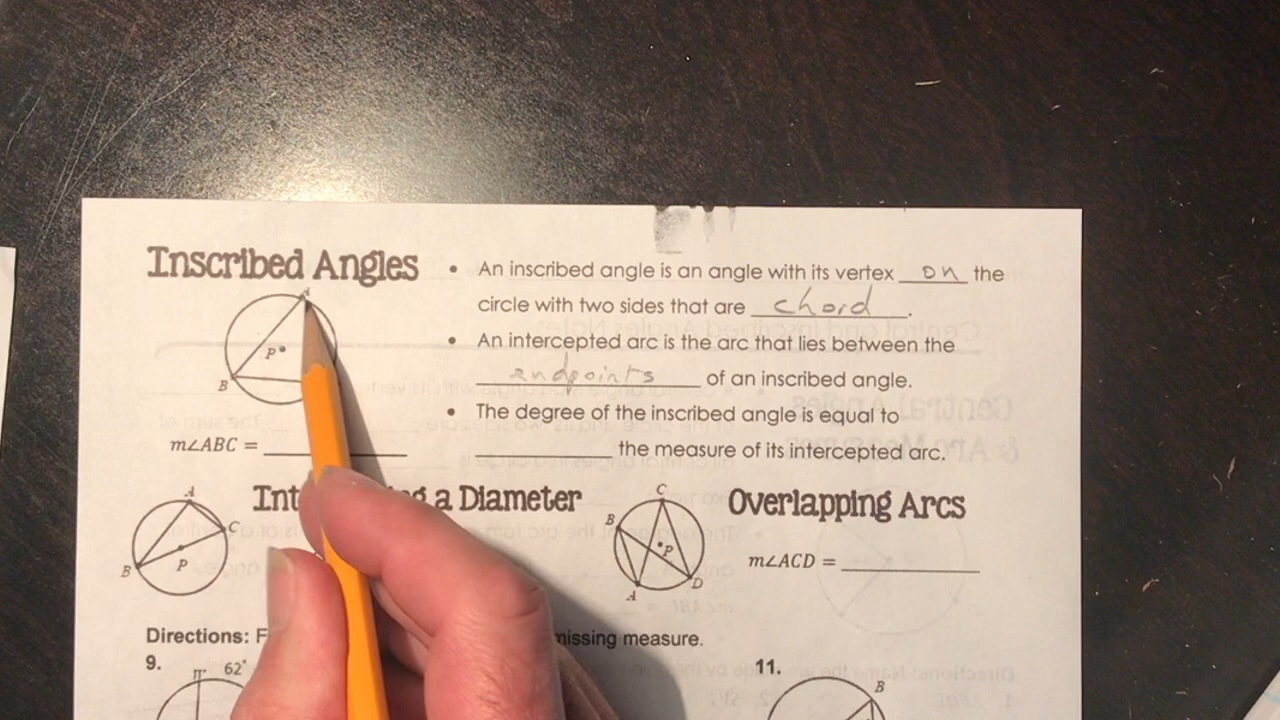 Inscribed Angles
• An inscribed angle is an angle with its vertex on the
circle with two sides that are chord.
• An intercepted arc is the arc that lies between the
endpoints of an inscribed angle.
• The degree of the inscribed angle is equal to
____________ the measure of its intercepted arc.
A
P
B
m∠ABC = ____________
a Diameter
A
B
C
P
Overlapping Arcs
C
B
P
A
D
m∠ACD = ____________
Directions: missing measure.
9.
62°
11.
B